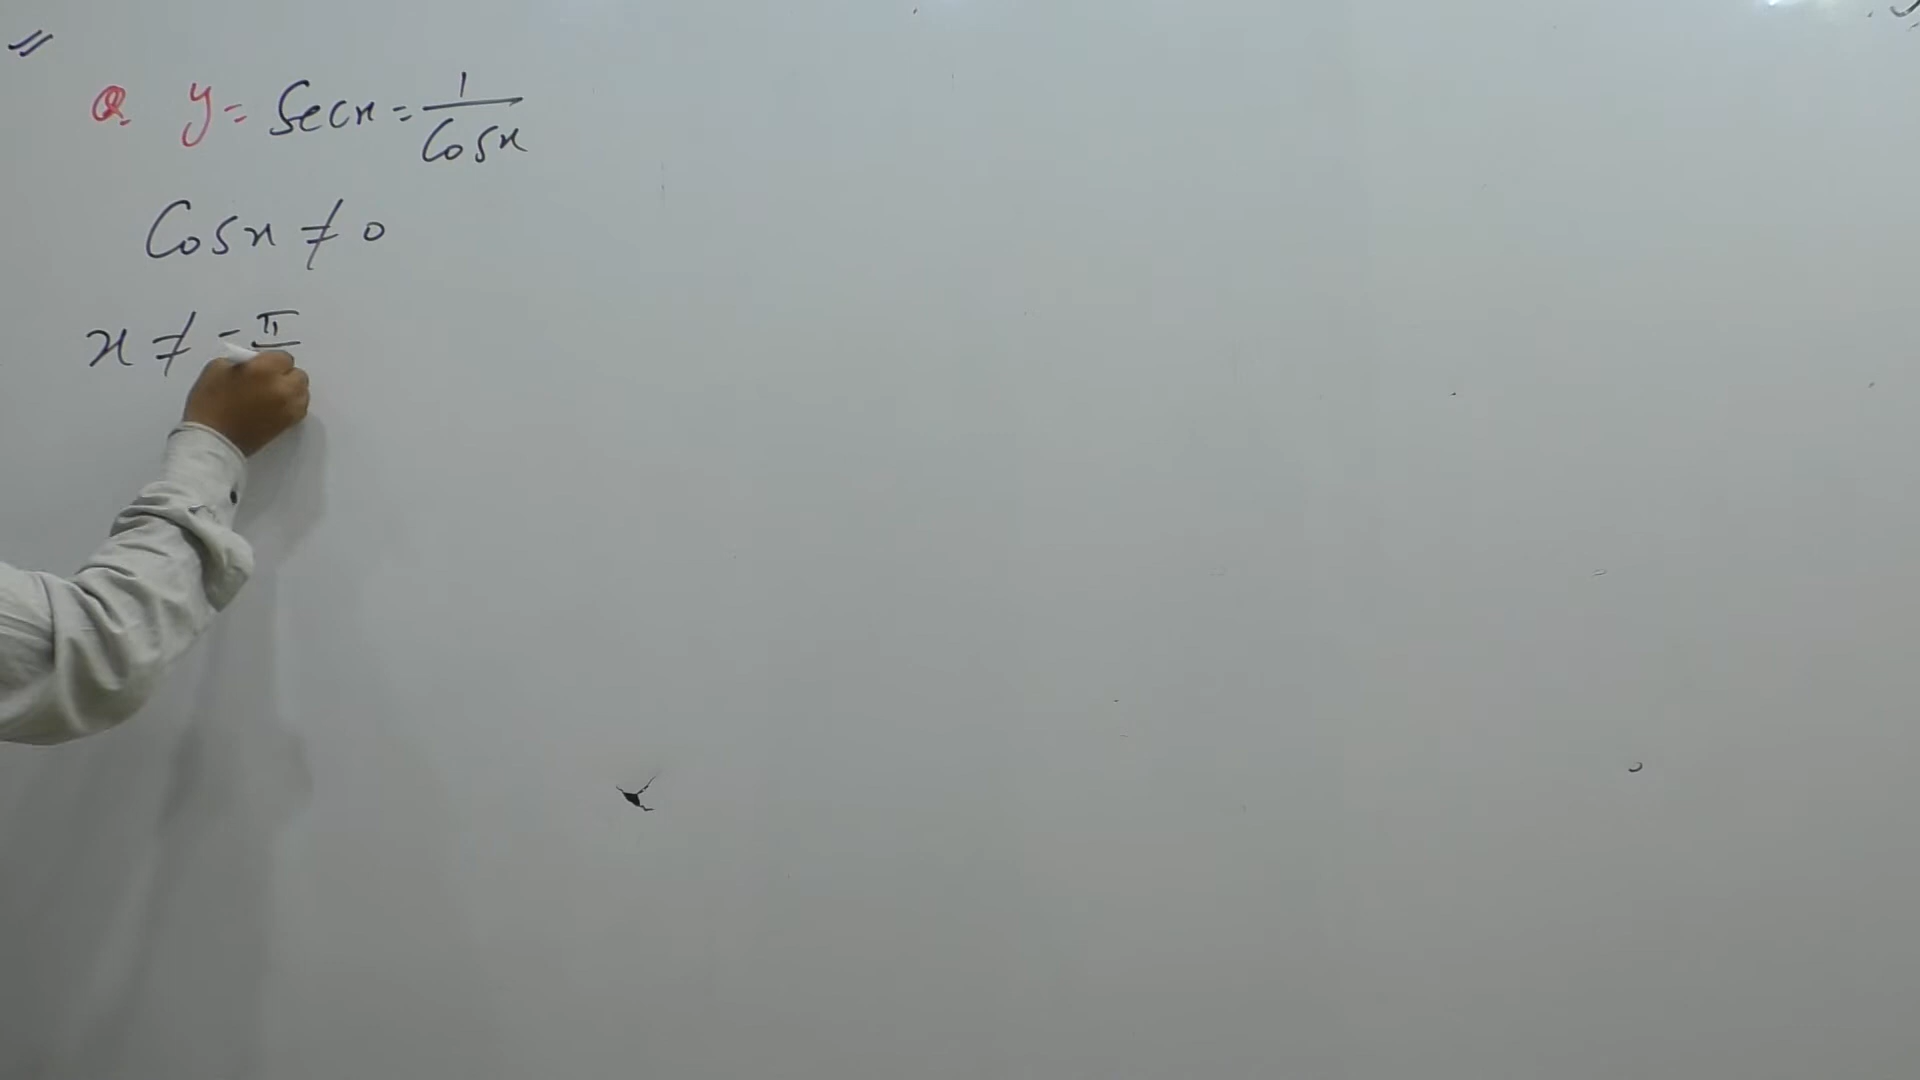 Q. y = Secx = 1/Cosx
Cosx ≠ 0
x ≠ -π